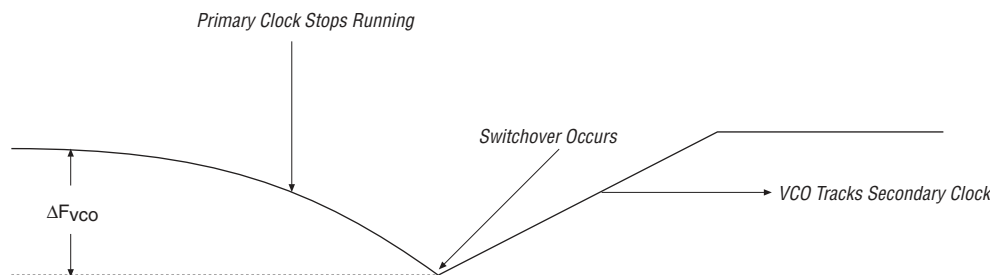 Primary Clock Stops Running
Switchover Occurs
VCO Tracks Secondary Clock
ΔFvco